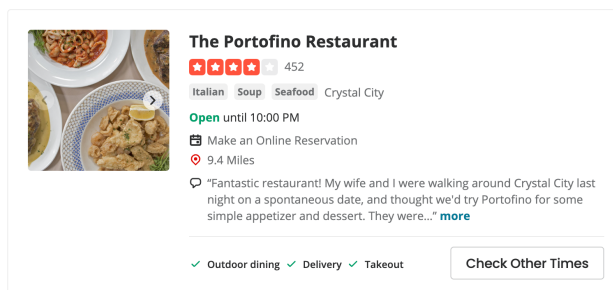 The Portofino Restaurant
452
Italian Soup Seafood Crystal City
Open until 10:00 PM
Make an Online Reservation
9.4 Miles
“Fantastic restaurant! My wife and I were walking around Crystal City last
night on a spontaneous date, and thought we'd try Portofino for some
simple appetizer and dessert. They were...” more
Outdoor dining Delivery Takeout
Check Other Times